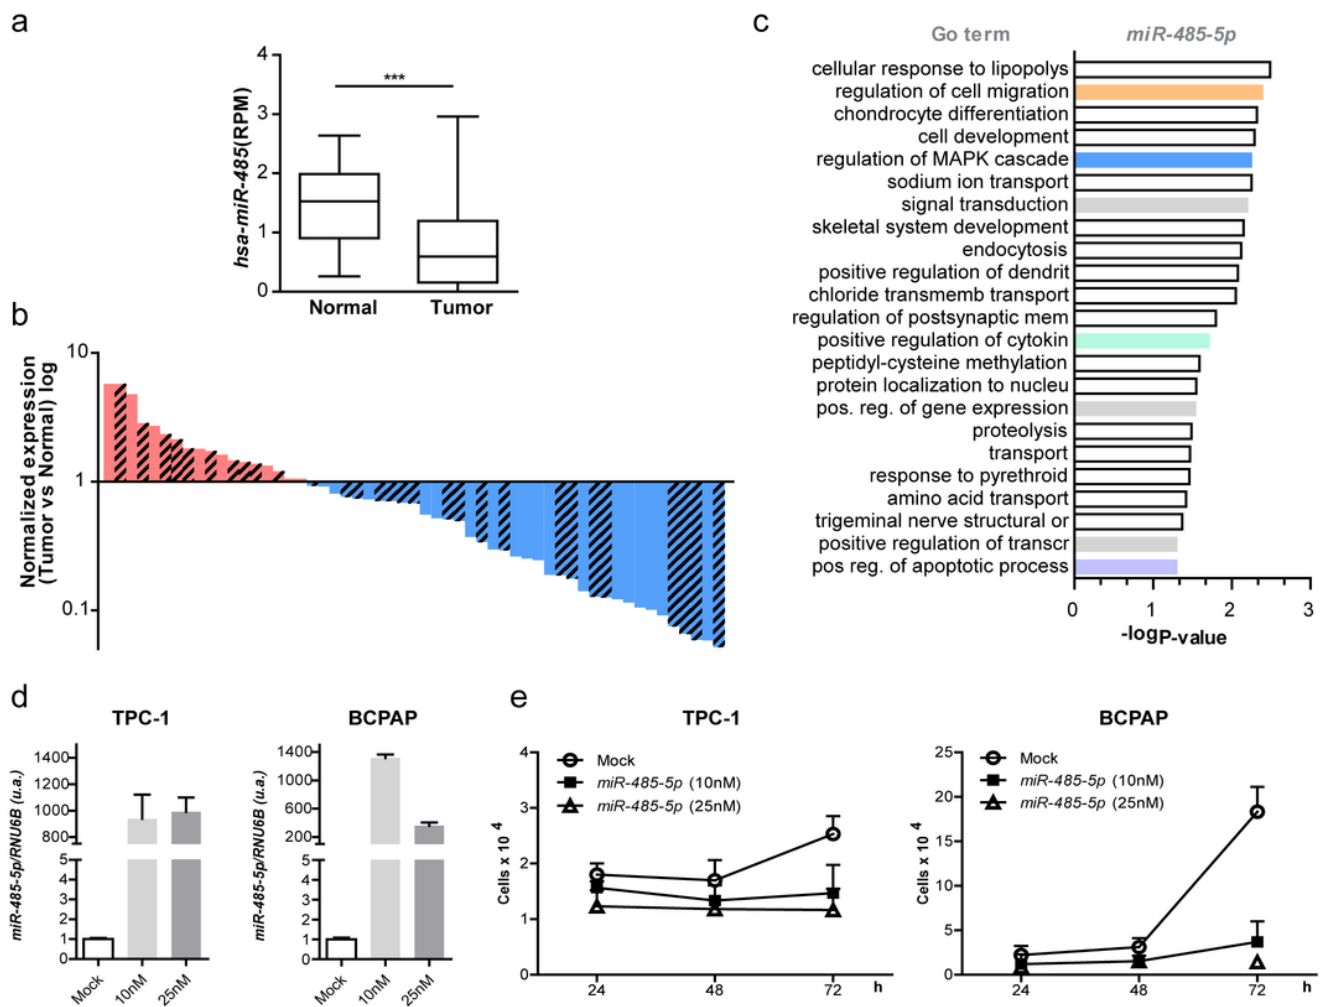 a
hsa-miR-485(RPM)
4
3
2
1
0
***
Normal
Tumor
b
Normalized expression
(Tumor vs Normal) log
10
1
0.1
c
Go term
miR-485-5p
cellular response to lipopolys
regulation of cell migration
chondrocyte differentiation
cell development
regulation of MAPK cascade
sodium ion transport
signal transduction
skeletal system development
endocytosis
positive regulation of dendrit
chloride transmemb transport
regulation of postsynaptic mem
positive regulation of cytokin
peptidyl-cysteine methylation
protein localization to nucleu
pos. reg. of gene expression
proteolysis
transport
response to pyrethroid
amino acid transport
trigeminal nerve structural or
positive regulation of transcr
pos reg. of apoptotic process
0 1 2 3
-logP-value
d
TPC-1
miR-485-5p/RNU6B (u.a.)
1400
1200
1000
800
5
4
3
2
1
0
Mock
10nM
25nM
BCPAP
miR-485-5p/RNU6B (u.a.)
1400
1000
600
200
5
4
3
2
1
0
Mock
10nM
25nM
e
TPC-1
Cells x 10 4
4
3
2
1
0
Mock
miR-485-5p (10nM)
miR-485-5p (25nM)
24 48 72 h
BCPAP
Cells x 10 4
25
20
15
10
5
0
Mock
miR-485-5p (10nM)
miR-485-5p (25nM)
24 48 72 h